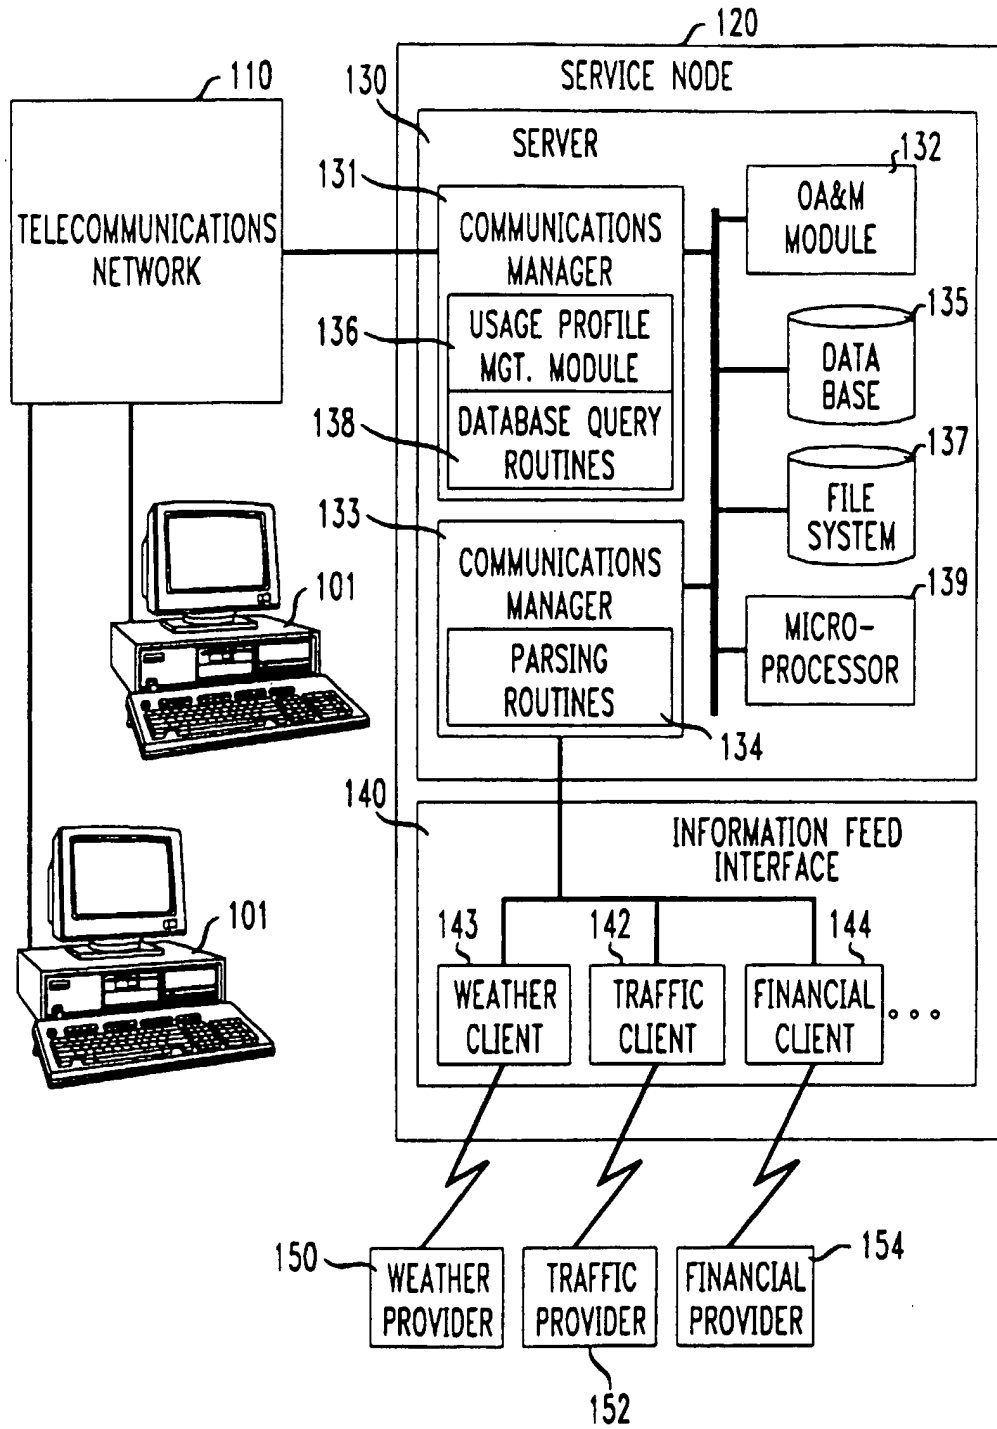 120
SERVICE NODE
110
130
SERVER
131
132
OA&M
MODULE
TELECOMMUNICATIONS
NETWORK
COMMUNICATIONS
MANAGER
136
USAGE PROFILE
MGT. MODULE
135
DATA
BASE
138
DATABASE QUERY
ROUTINES
137
FILE
SYSTEM
133
COMMUNICATIONS
MANAGER
139
MICRO-
PROCESSOR
101
PARSING
ROUTINES
134
140
INFORMATION FEED
INTERFACE
101
143
142
144
WEATHER
CLIENT
TRAFFIC
CLIENT
FINANCIAL
CLIENT
150
WEATHER
PROVIDER
TRAFFIC
PROVIDER
154
FINANCIAL
PROVIDER
152